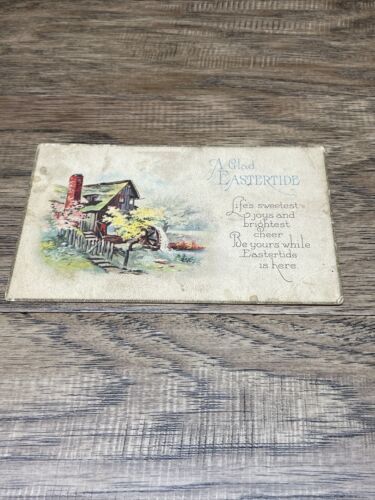 A Glad
EASTERTIDE
Life's sweetest
joys and
brightest
cheer
Be yours while
Eastertide
is here.